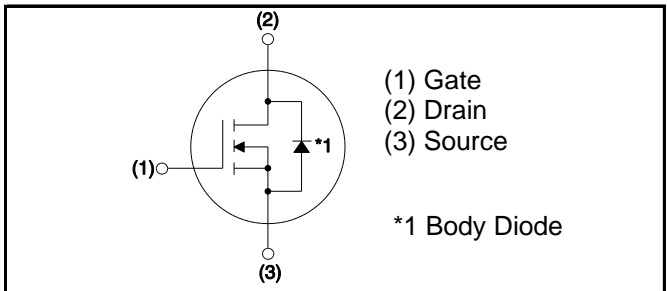 (2)
(1) Gate
(2) Drain
(3) Source
*1
(1)
*1 Body Diode
(3)